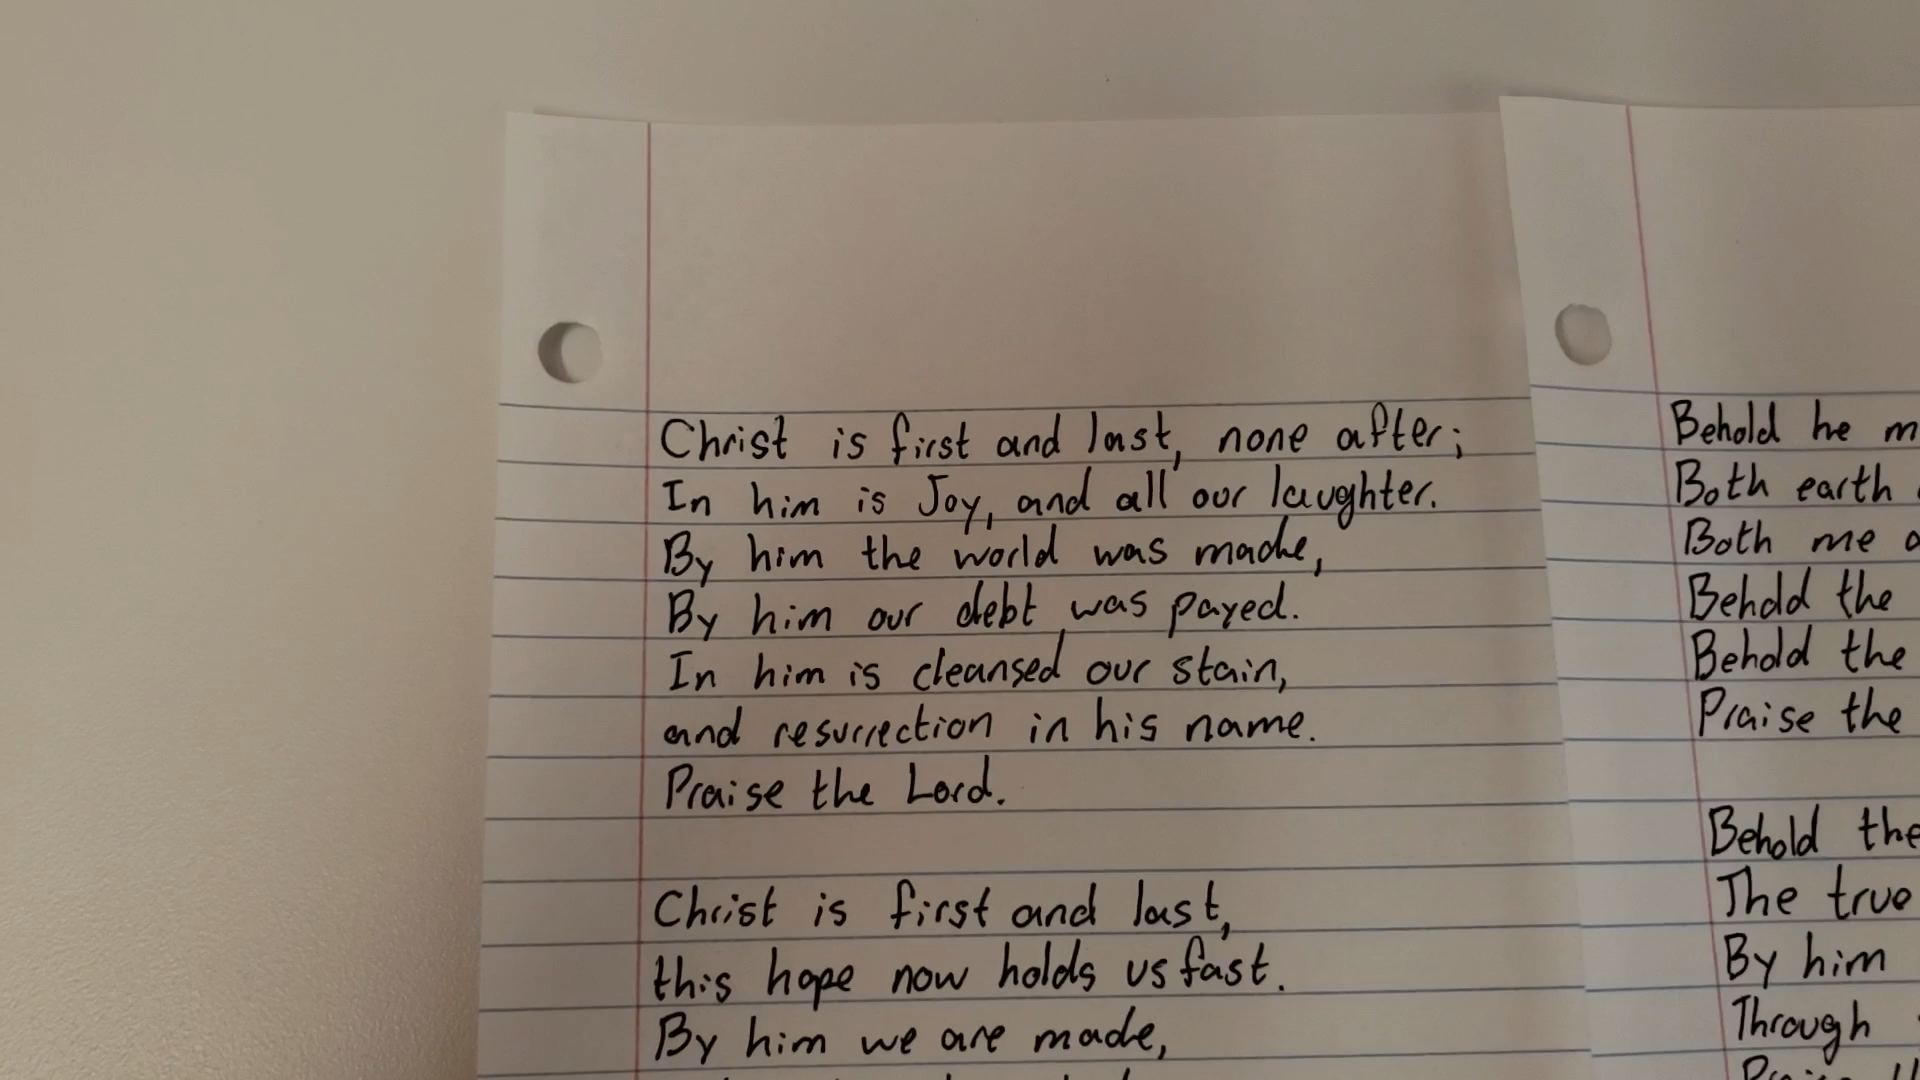 Christ is first and last, none after;
In him is Joy, and all our laughter.
By him the world was made,
By him our debt was payed.
In him is cleansed our stain,
and resurrection in his name.
Praise the Lord.
Christ is first and last,
this hope now holds us fast.
By him we are made,
Behold he
Both earth
Both me
Behold the
Behold the
Praise the
Behold the
The true
By him
Through